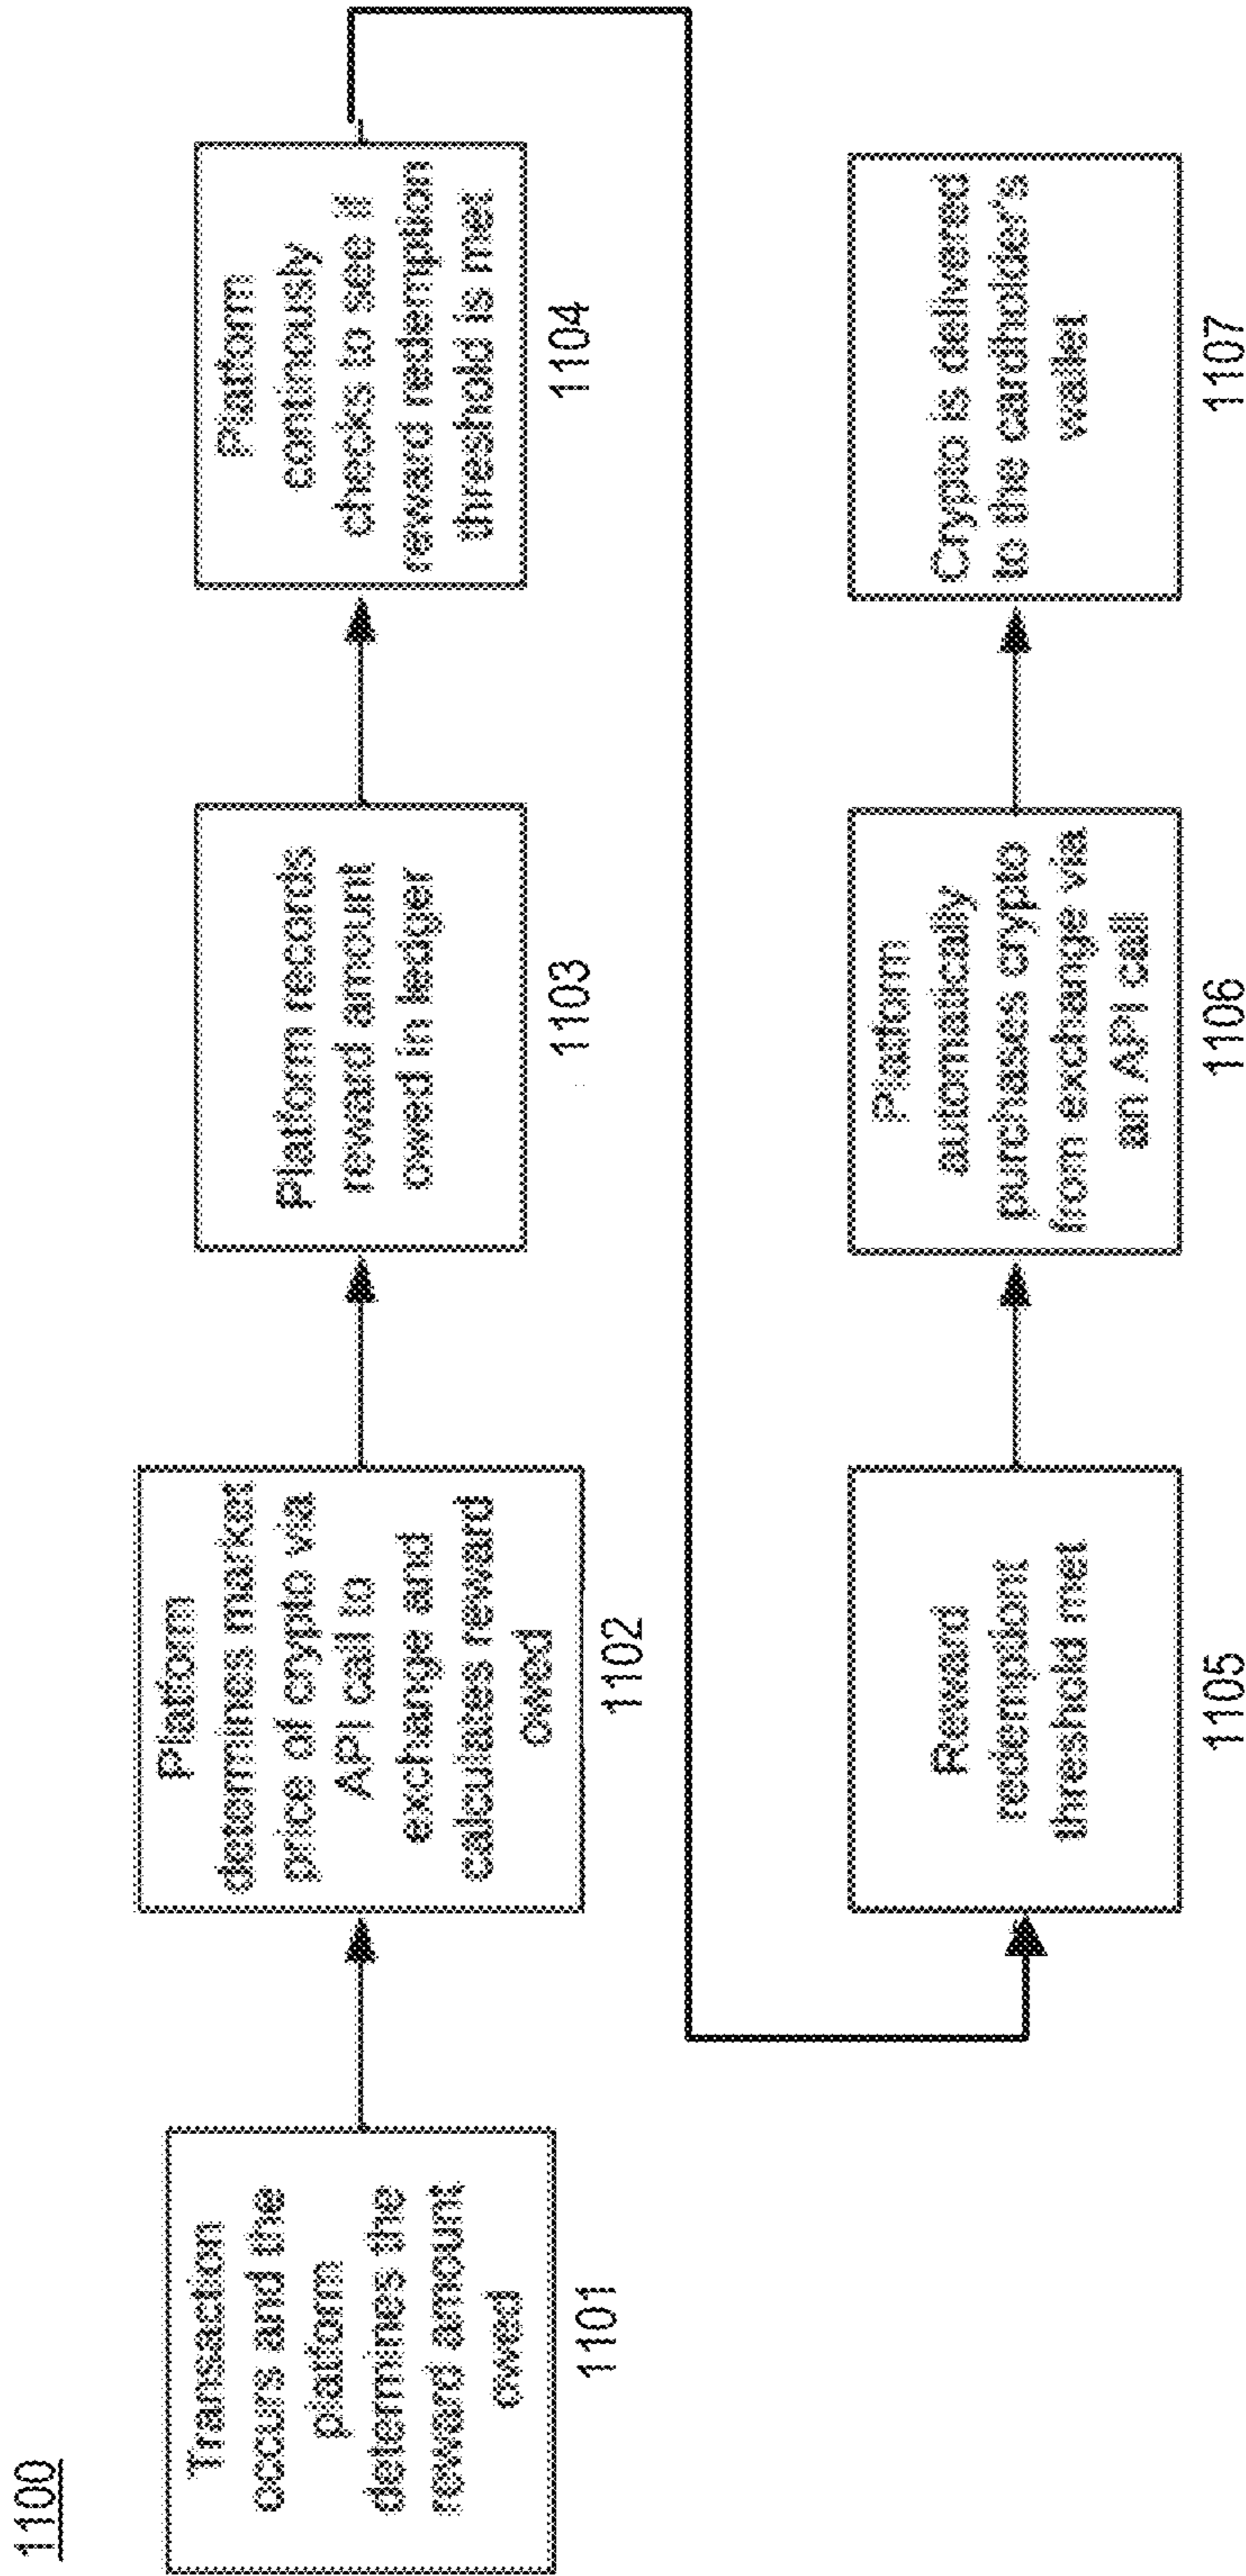 1100
Transaction
occurs and the
platform
determines the
reward amount
owed
1101
Platform
determines market
price of crypto via
API call to
exchange and
calculates reward
owed
1102
Platform records
reward amount
owed in ledger
1103
Platform
continously
checks to see if
reward redemption
threshold is met
1104
Reward
redemption
threshold met
1105
Platform
automatically
purchases crypto
from exchange via
an API call
1106
Crypto is delivered
to the cardholder's
wallet
1107